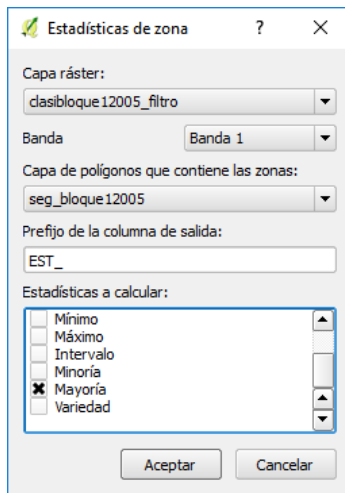 Estadísticas de zona ?
Capa ráster:
clasibloque12005_filtro
Banda Banda 1
Capa de polígonos que contiene las zonas:
seg_bloque12005
Prefijo de la columna de salida:
EST_
Estadísticas a calcular:
Mínimo
Máximo
Intervalo
Minoría
Mayoría
Variedad
Aceptar Cancelar